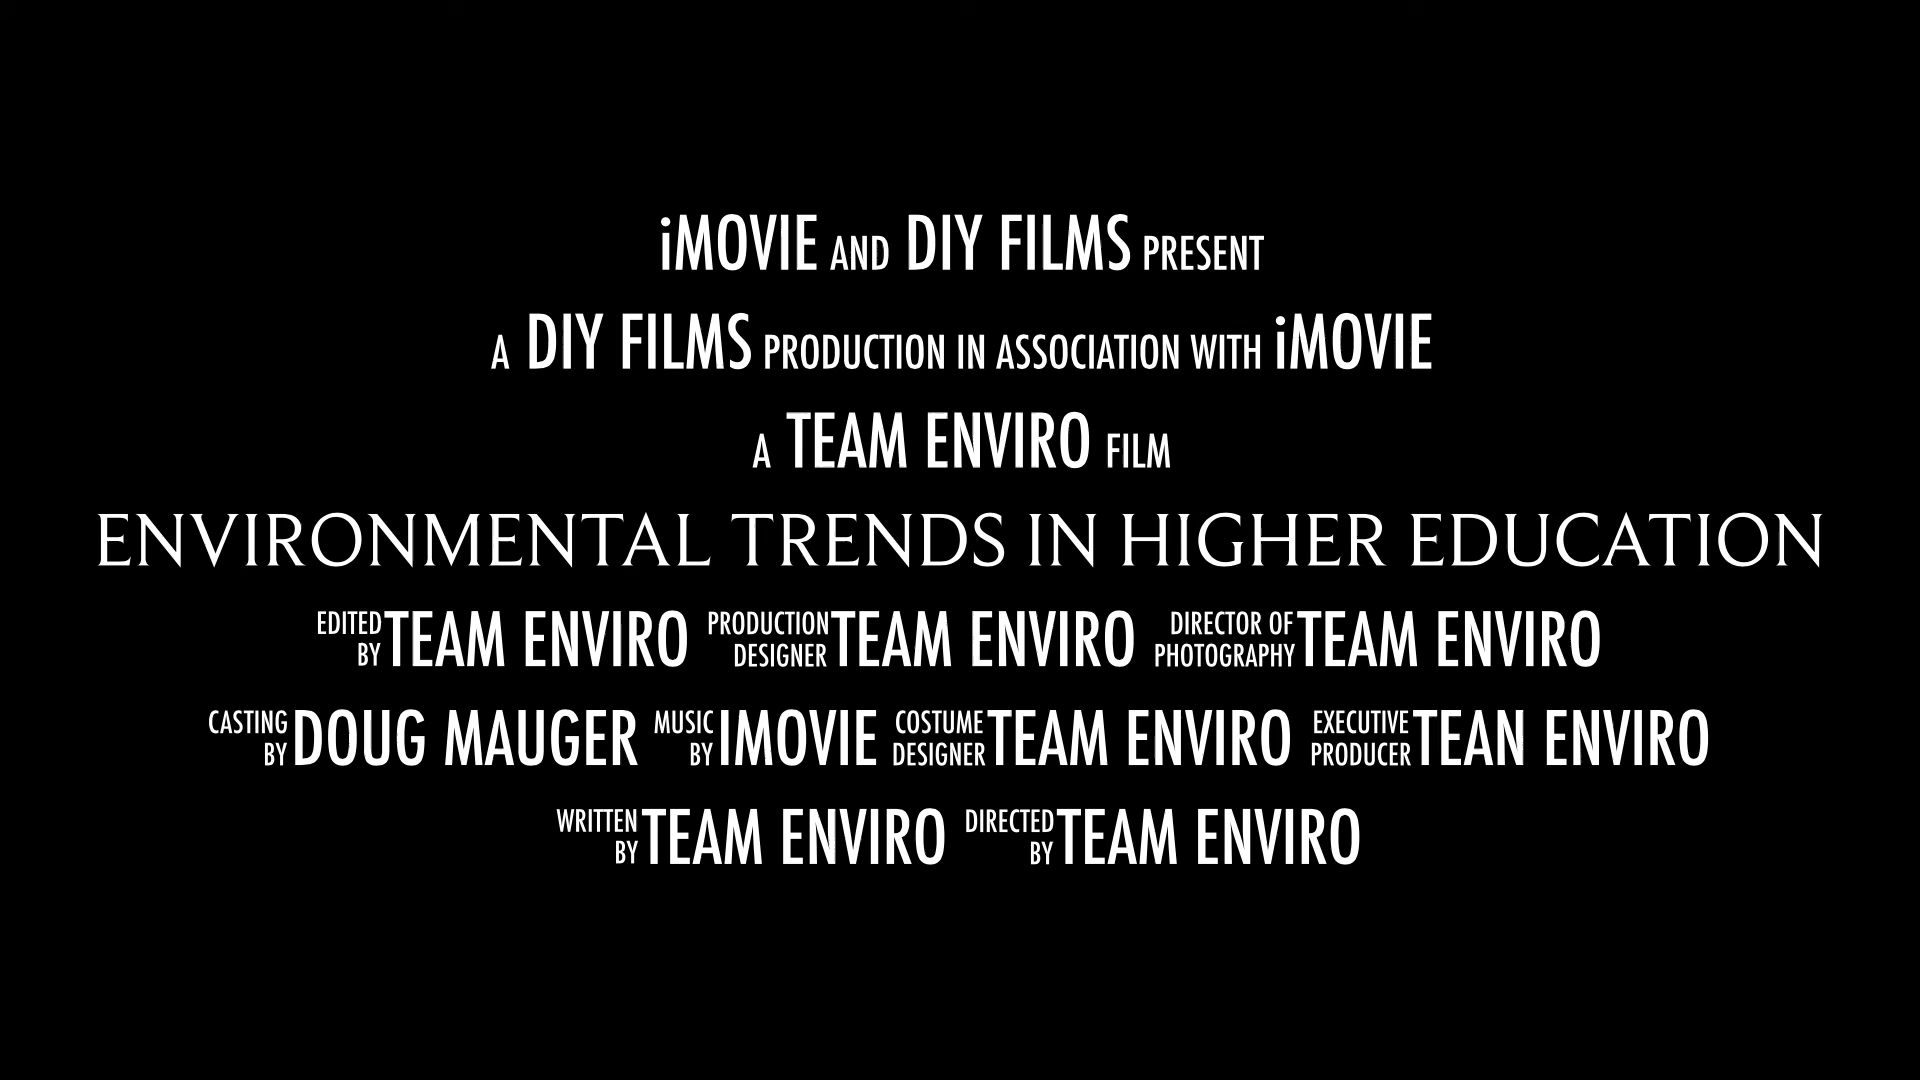 iMOVIE AND DIY FILMS PRESENT
A DIY FILMS PRODUCTION IN ASSOCIATION WITH iMOVIE
A TEAM ENVIRO FILM
ENVIRONMENTAL TRENDS IN HIGHER EDUCATION
EDITED BY TEAM ENVIRO PRODUCTION DESIGNER TEAM ENVIRO DIRECTOR OF PHOTOGRAPHY TEAM ENVIRO
CASTING BY DOUG MAUGER MUSIC BY IMOVIE COSTUME DESIGNER TEAM ENVIRO EXECUTIVE PRODUCER TEAN ENVIRO
WRITTEN BY TEAM ENVIRO DIRECTED BY TEAM ENVIRO